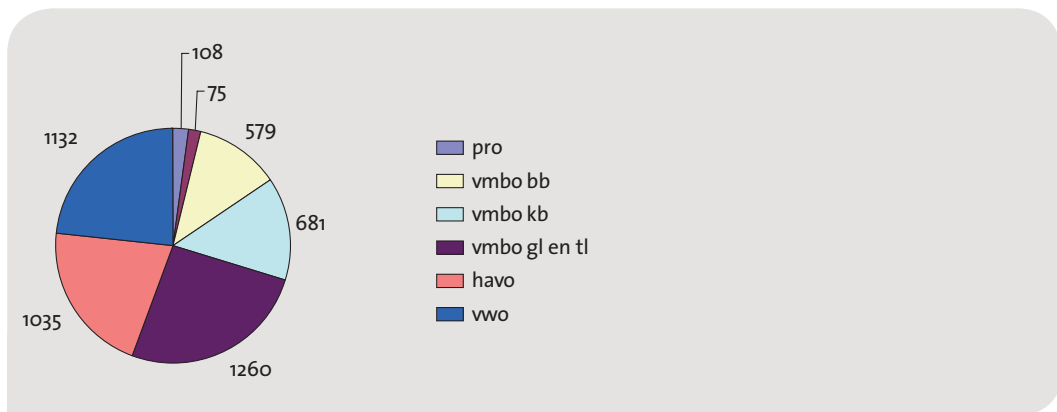 108
75
579
1132
681
1035
1260
pro
vmbo bb
vmbo kb
vmbo gl en tl
havo
vwo